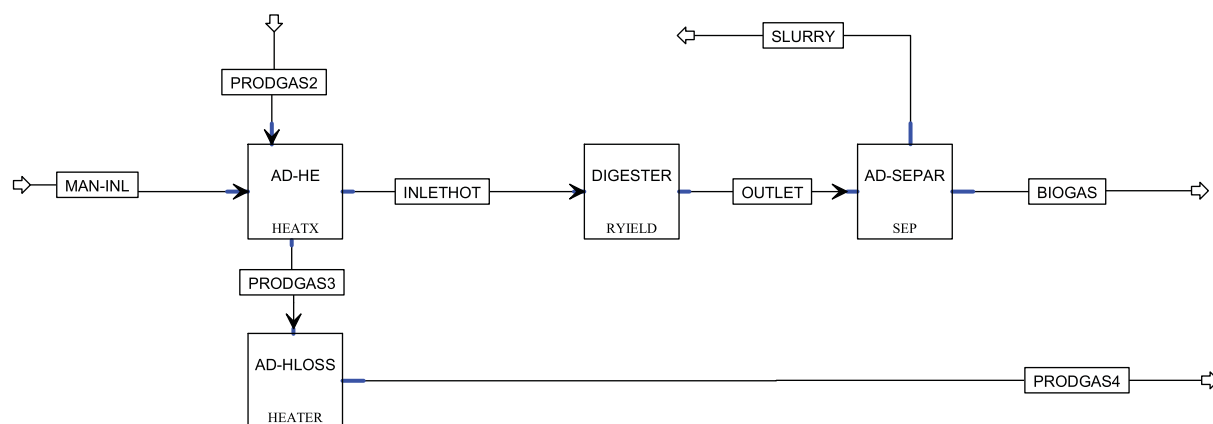 SLURRY
PRODGAS2
AD-HE
DIGESTER
AD-SEPAR
MAN-INL
INLETHOT
OUTLET
BIOGAS
HEATX
RYIELD
SEP
PRODGAS3
AD-HLOSS
PRODGAS4
HEATER